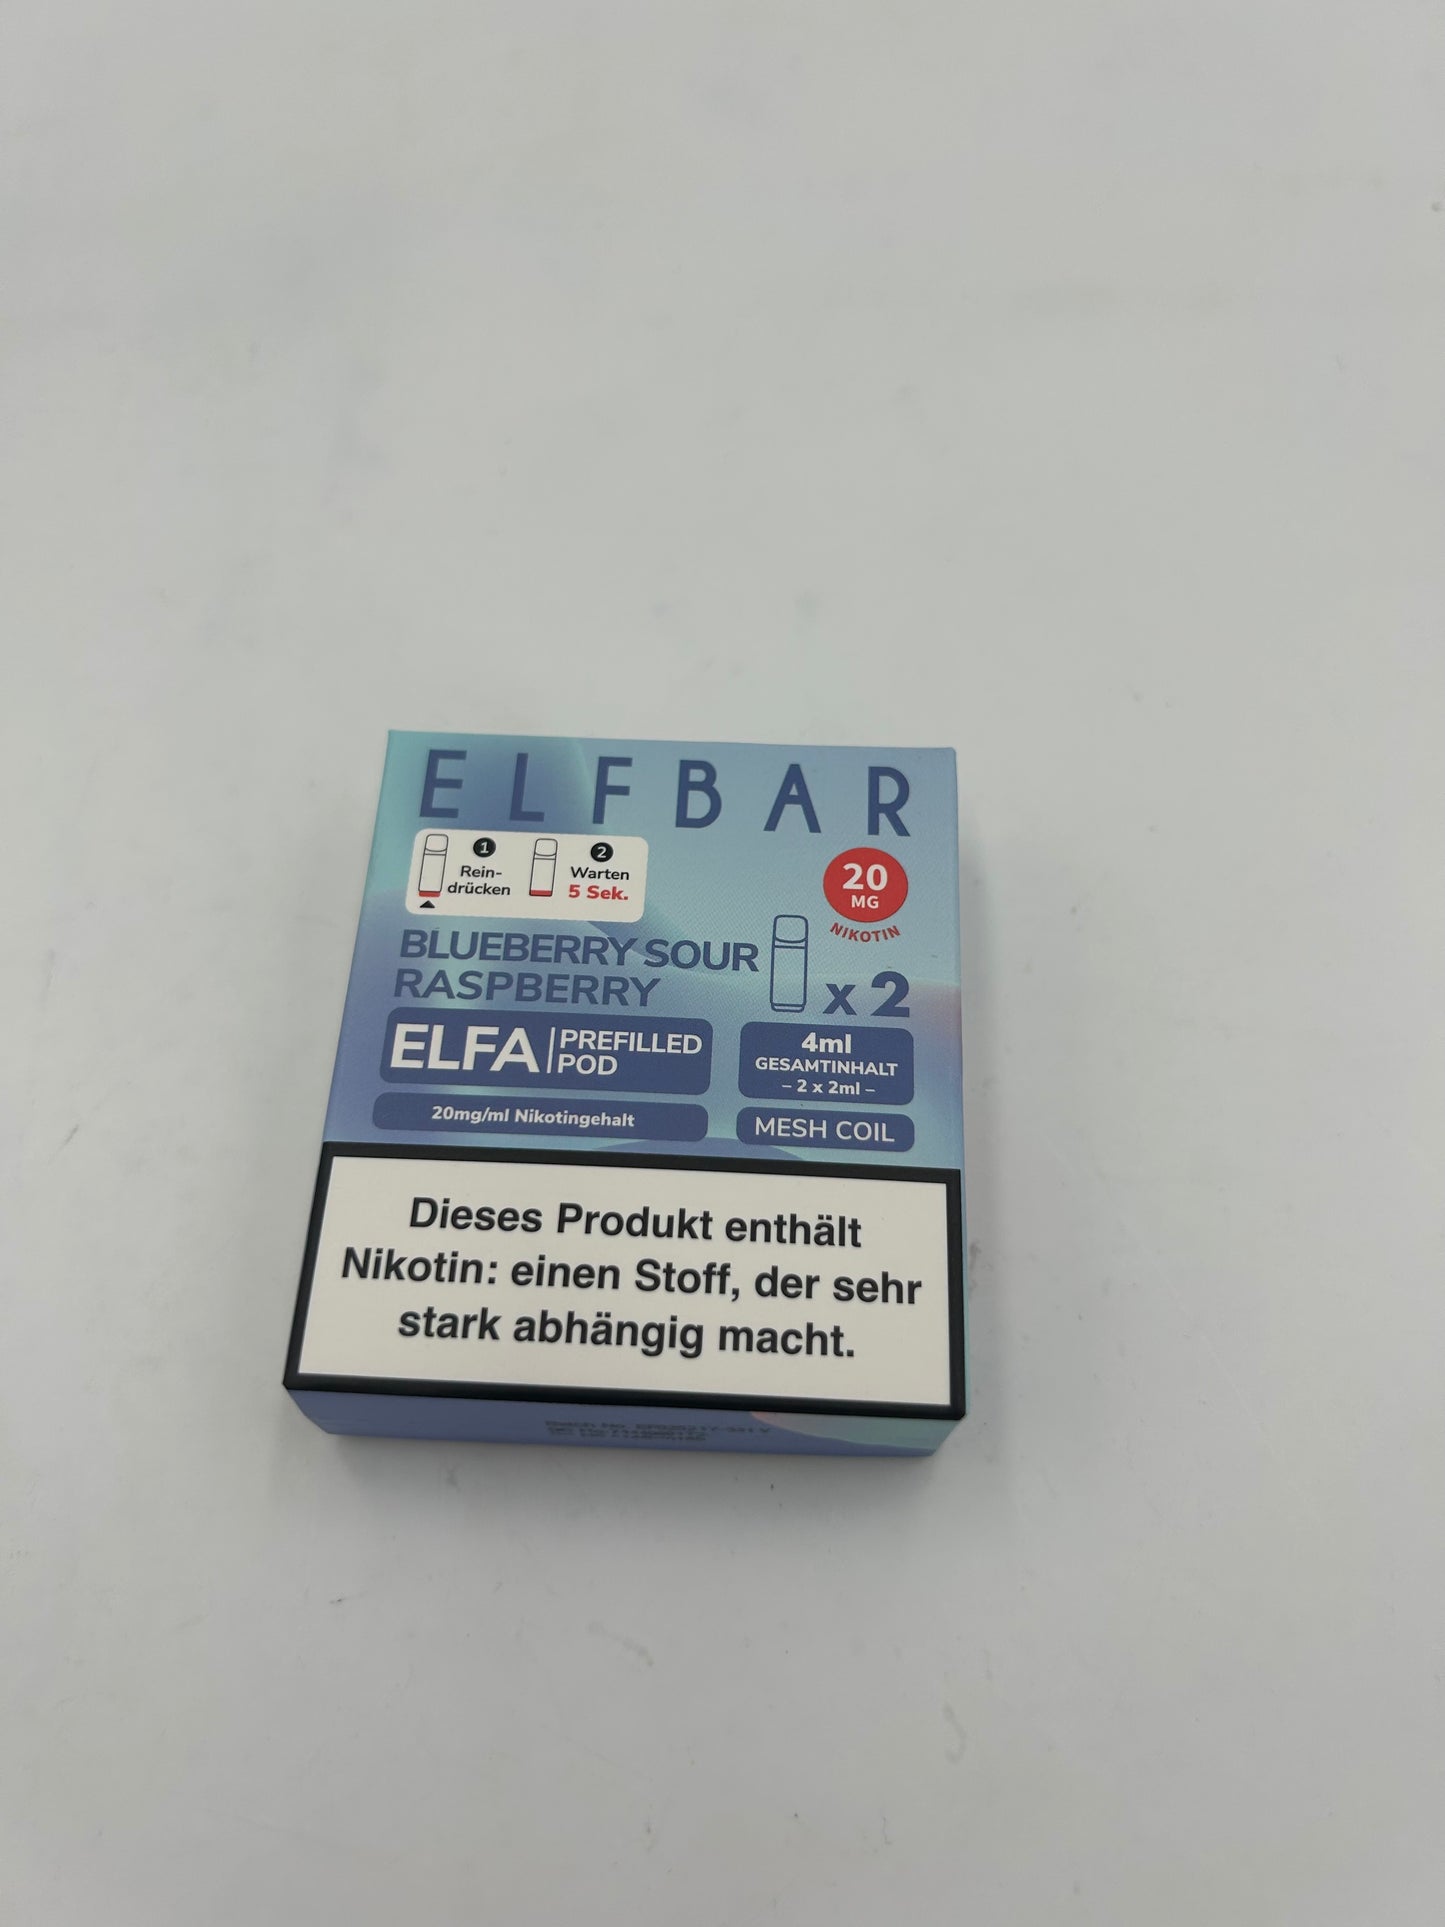 ELFBAR
1
Rein-
drücken
2
Warten
5 Sek.
20
MG
NIKOTIN
BLUEBERRY SOUR
RASPBERRY
x 2
ELFA | PREFILLED
POD
4ml
GESAMTINHALT
– 2 x 2ml –
20mg/ml Nikotingehalt
MESH COIL
Dieses Produkt enthält
Nikotin: einen Stoff, der sehr
stark abhängig macht.
Batch No.